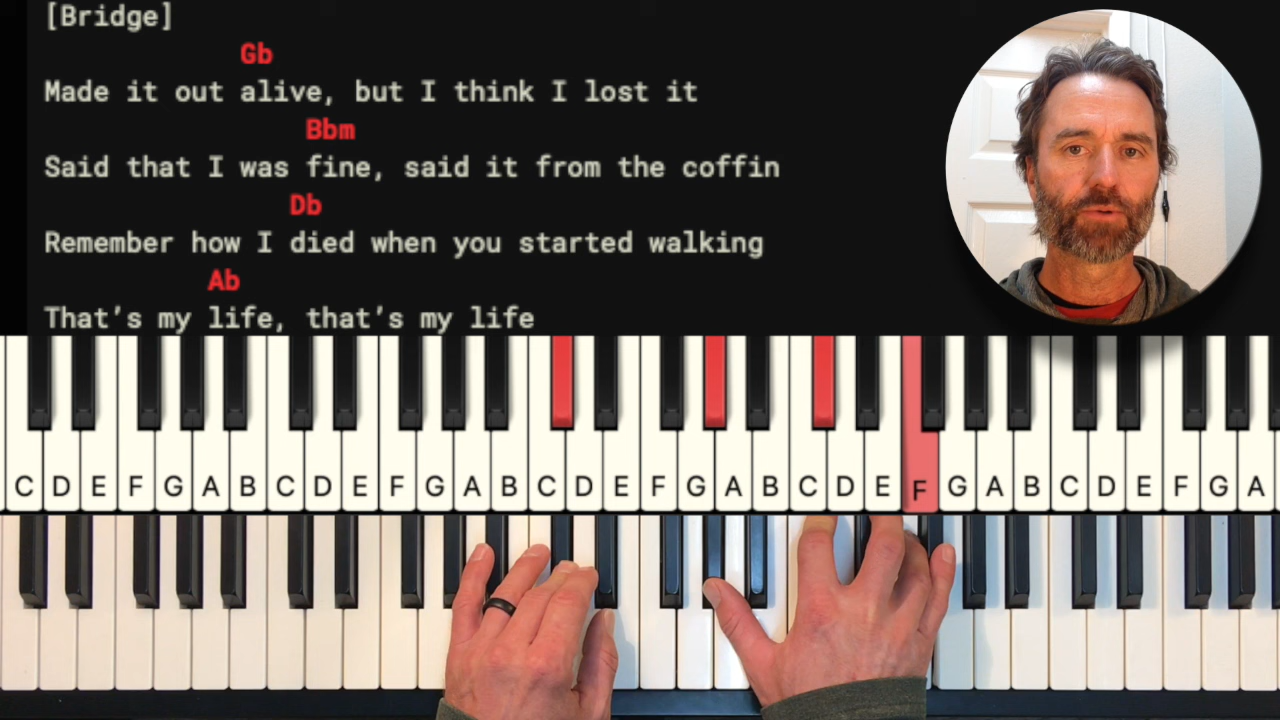 [Bridge]
Gb
Made it out alive, but I think I lost it
Bbm
Said that I was fine, said it from the coffin
Db
Remember how I died when you started walking
Ab
That's my life, that's my life
C D E F G A B C D E F G A B C D E F G A B C D E F G A B C D E F G A